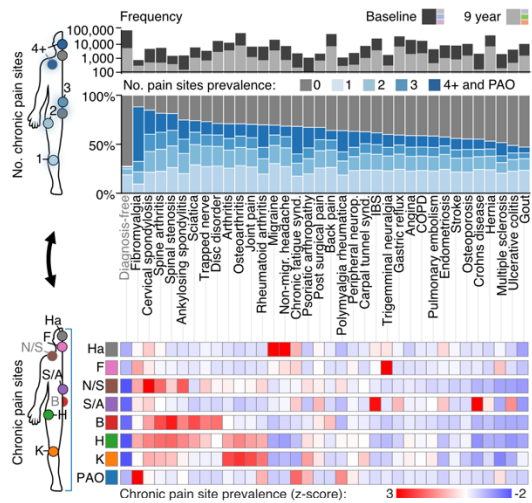 Frequency
Baseline
9 year
100,000
10,000
1,000
100
No. pain sites prevalence:
0
1
2
3
4+ and PAO
100%
50%
0%
No. chronic pain sites
4+
3
2
1
Diagnosis-free
Fibromyalgia
Cervical spondylosis
Spine arthritis
Spinal stenosis
Ankylosing spondylitis
Sciatica
Trapped nerve
Disc disorder
Arthritis
Osteoarthritis
Joint pain
Rheumatoid arthritis
Migraine
Non-migr. headache
Chronic fatigue synd.
Psoriatic arthropathy
Post surgical pain
Back pain
Polymyalgia rheumatica
Peripheral neurop.
Carpal tunnel synd.
IBS
Trigemminal neuralgia
Gastric reflux
Angina
COPD
Pulmonary embolism
Endometriosis
Stroke
Osteoporosis
Crohns disease
Hernia
Multiple sclerosis
Ulcerative colitis
Gout
Chronic pain sites
Ha
F
N/S
S/A
B
H
K
Ha
F
N/S
S/A
B
H
K
PAO
Chronic pain site prevalence (z-score):
3
-2